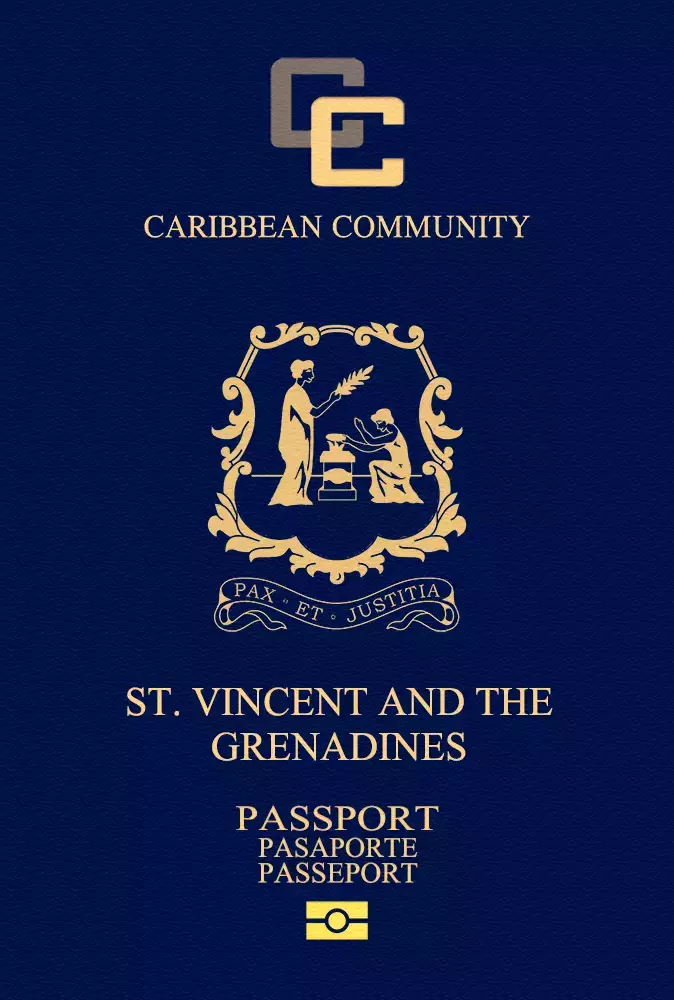 CARIBBEAN COMMUNITY
PAX ET JUSTITIA
ST. VINCENT AND THE
GRENADINES
PASSPORT
PASAPORTE
PASSEPORT